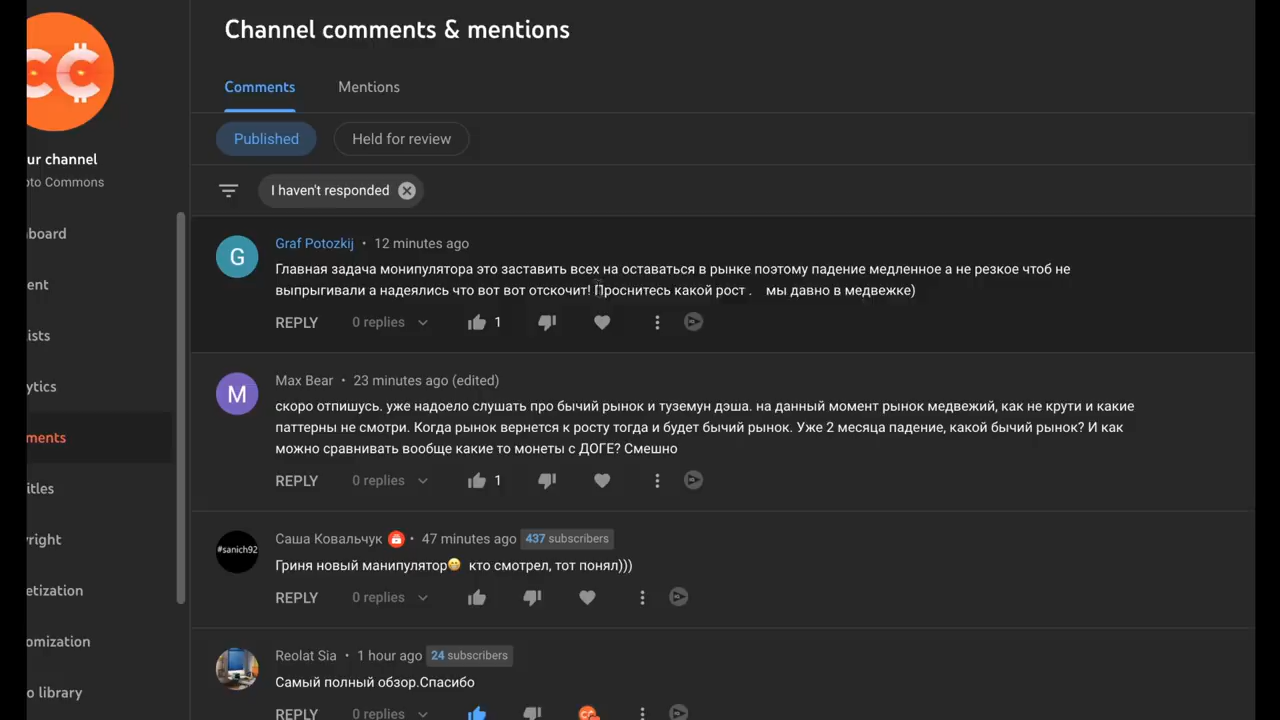 Channel comments & mentions
Comments Mentions
ur channel
Published Held for review
oto Commons
I haven't responded
board
Graf Potozkij • 12 minutes ago
G
Главная задача монипулятора это заставить всех на оставаться в рынке поэтому падение медленное а не резкое чтоб не
ent
выпрыгивали а надеялись что вот вот отскочит! Проснитесь какой рост . мы давно в медвежке)
REPLY 0 replies 1
ists
Max Bear • 23 minutes ago (edited)
ytics
M
скоро отпишусь. уже надоело слушать про бычий рынок и туземун дэша. на данный момент рынок медвежий, как не крути и какие
паттерны не смотри. Когда рынок вернется к росту тогда и будет бычий рынок. Уже 2 месяца падение, какой бычий рынок? И как
ments
можно сравнивать вообще какие то монеты с ДОГЕ? Смешно
REPLY 0 replies 1
itles
Саша Ковальчук • 47 minutes ago 437 subscribers
right
#sanich92
Гриня новый манипулятор😁 кто смотрел, тот понял)))
etization
REPLY 0 replies
omization
Reolat Sia • 1 hour ago 24 subscribers
Самый полный обзор.Спасибо
o library
REPLY 0 replies